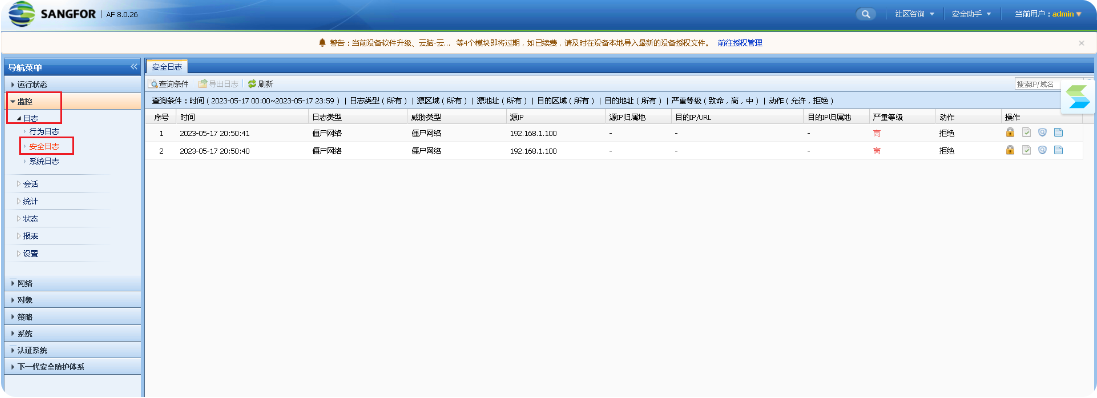 SANGFOR | AF 8.0.26
社区咨询 安全助手 当前用户：admin
警告：当前设备软件升级、云脑-云... 等4个模块即将过期，如已续费，请及时在设备本地导入最新的设备授权文件。 前往授权管理
导航菜单
运行状态
监控
日志
行为日志
安全日志
系统日志
会话
统计
状态
报表
设置
网络
对象
策略
系统
认证系统
下一代安全防护体系
安全日志
查询条件 导出日志 刷新 搜索IP/域名
查询条件：时间（2023-05-17 00:00~2023-05-17 23:59）| 日志类型（所有）| 源区域（所有）| 源地址（所有）| 目的区域（所有）| 目的地址（所有）| 严重等级（致命，高，中）| 动作（允许，拒绝）
序号 时间 日志类型 威胁类型 源IP 源IP归属地 目的IP/URL 目的IP归属地 严重等级 动作 操作
1 2023-05-17 20:50:41 僵尸网络 僵尸网络 192.168.1.100 - - - 高 拒绝
2 2023-05-17 20:50:40 僵尸网络 僵尸网络 192.168.1.100 - - - 高 拒绝